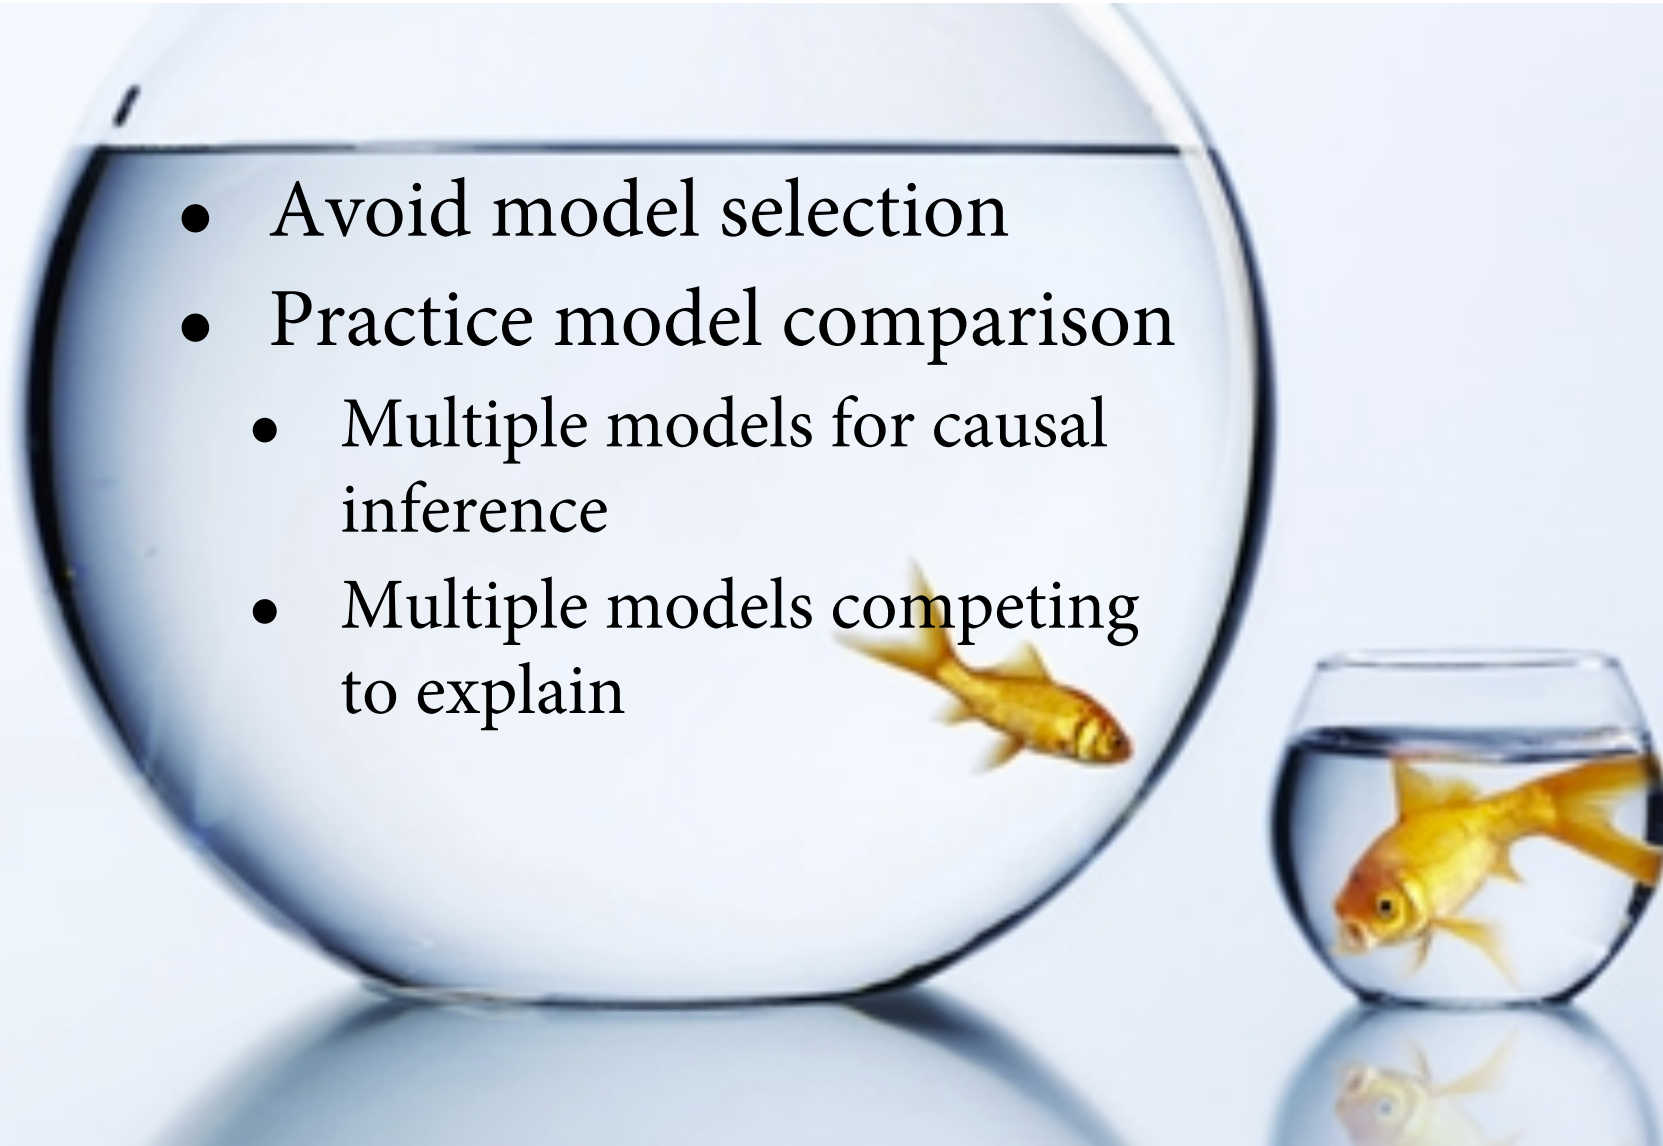 • Avoid model selection
• Practice model comparison
• Multiple models for causal
inference
• Multiple models competing
to explain